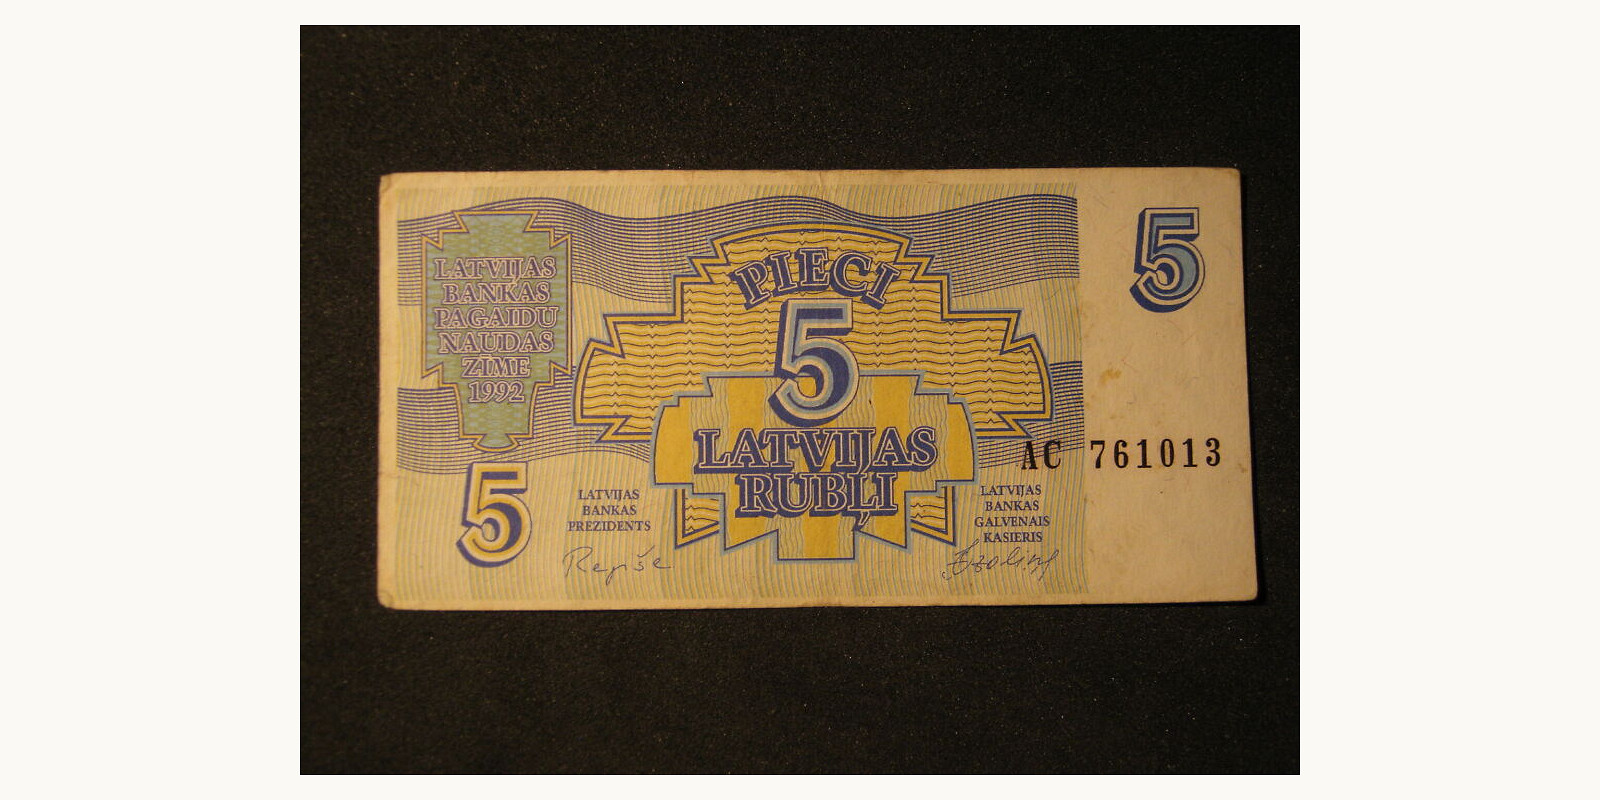 LATVIJAS
BANKAS
PAGAIDU
NAUDAS
ZĪME
1992
5
PIECI
5
LATVIJAS
RUBĻI
5
AC 761013
LATVIJAS
BANKAS
PREZIDENTS
Repše
LATVIJAS
BANKAS
GALVENAIS
KASIERIS